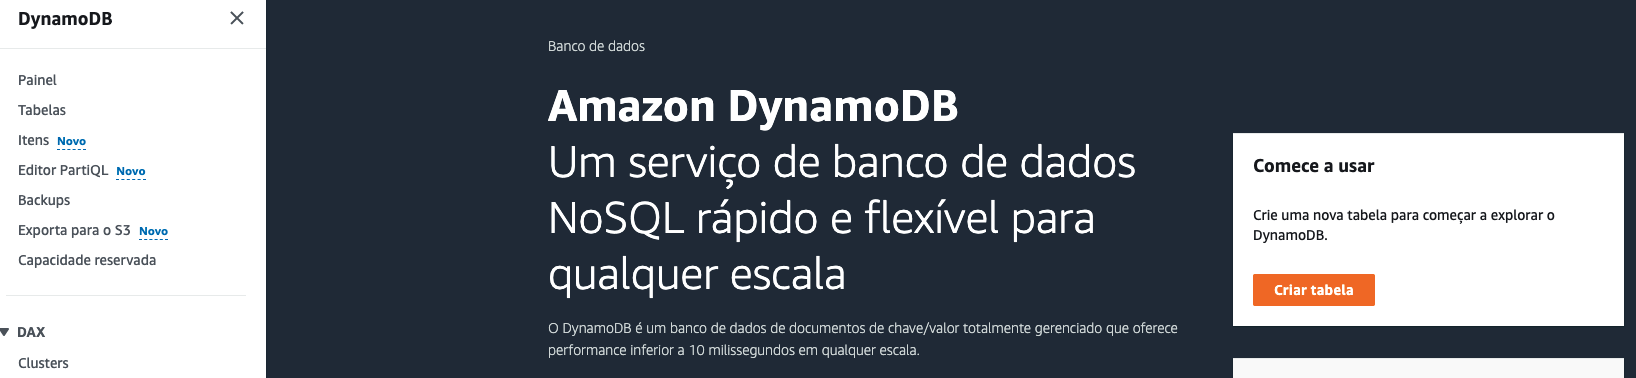 DynamoDB
Painel
Tabelas
Itens Novo
Editor PartiQL Novo
Backups
Exporta para o S3 Novo
Capacidade reservada
DAX
Clusters
Banco de dados
Amazon DynamoDB
Um serviço de banco de dados
NoSQL rápido e flexível para
qualquer escala
O DynamoDB é um banco de dados de documentos de chave/valor totalmente gerenciado que oferece
performance inferior a 10 milissegundos em qualquer escala.
Comece a usar
Crie uma nova tabela para começar a explorar o
DynamoDB.
Criar tabela